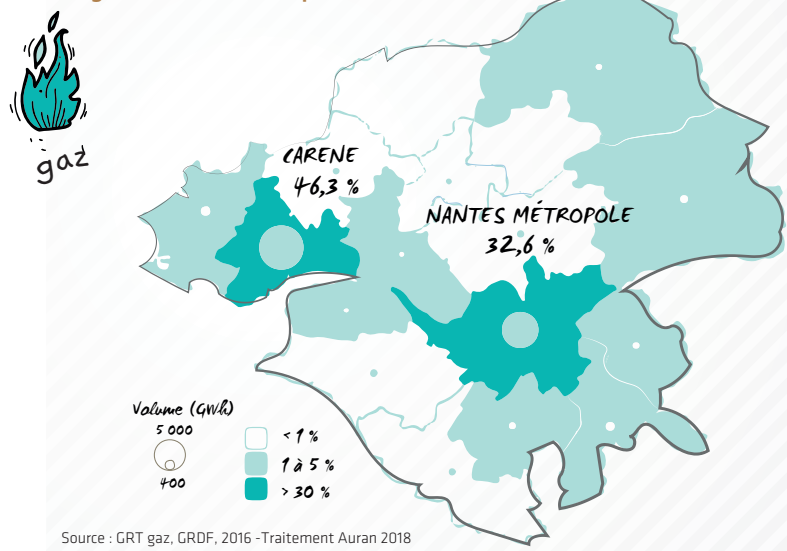 gaz
CARENE
46,3 %
NANTES MÉTROPOLE
32,6 %
Volume (GWh)
5 000
400
< 1 %
1 à 5 %
> 30 %
Source : GRT gaz, GRDF, 2016 -Traitement Auran 2018